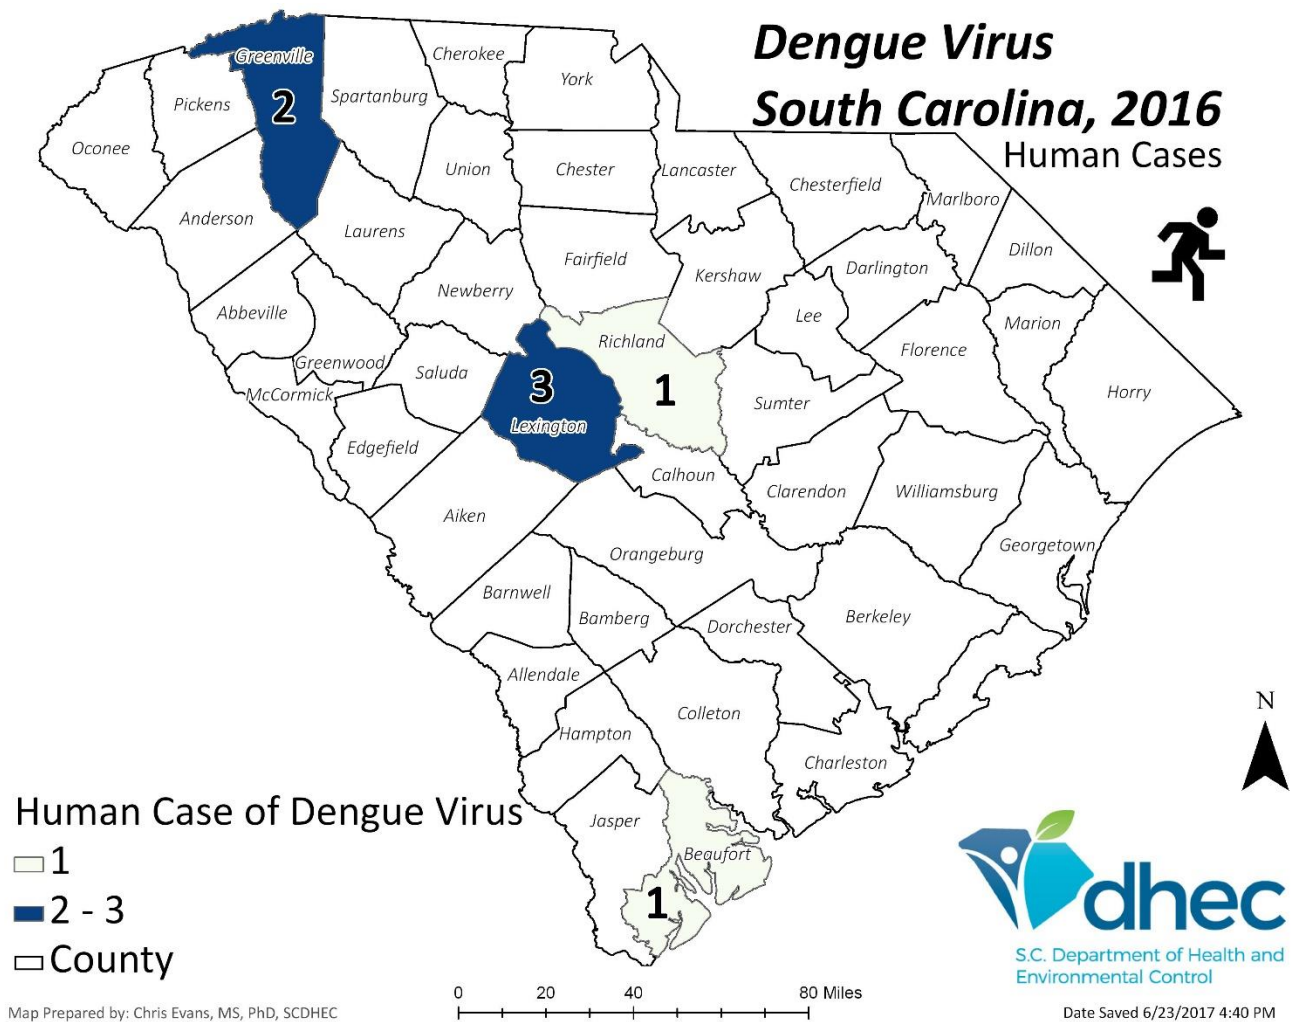 Dengue Virus
South Carolina, 2016
Human Cases
Greenville
2
Cherokee
York
Pickens
Spartanburg
Oconee
Union
Chester
Lancaster
Chesterfield
Marlboro
Anderson
Laurens
Fairfield
Kershaw
Darlington
Dillon
Newberry
Abbeville
Lee
Marion
Richland
Florence
Greenwood
Saluda
McCormick
3
1
Horry
Sumter
Lexington
Edgefield
Calhoun
Clarendon
Williamsburg
Aiken
Orangeburg
Georgetown
Barnwell
Bamberg
Dorchester
Berkeley
Allendale
Colleton
Hampton
Charleston
N
Jasper
Beaufort
1
Human Case of Dengue Virus
1
2 - 3
County
dhec
S.C. Department of Health and
Environmental Control
0 20 40 80 Miles
Map Prepared by: Chris Evans, MS, PhD, SCDHEC
Date Saved 6/23/2017 4:40 PM